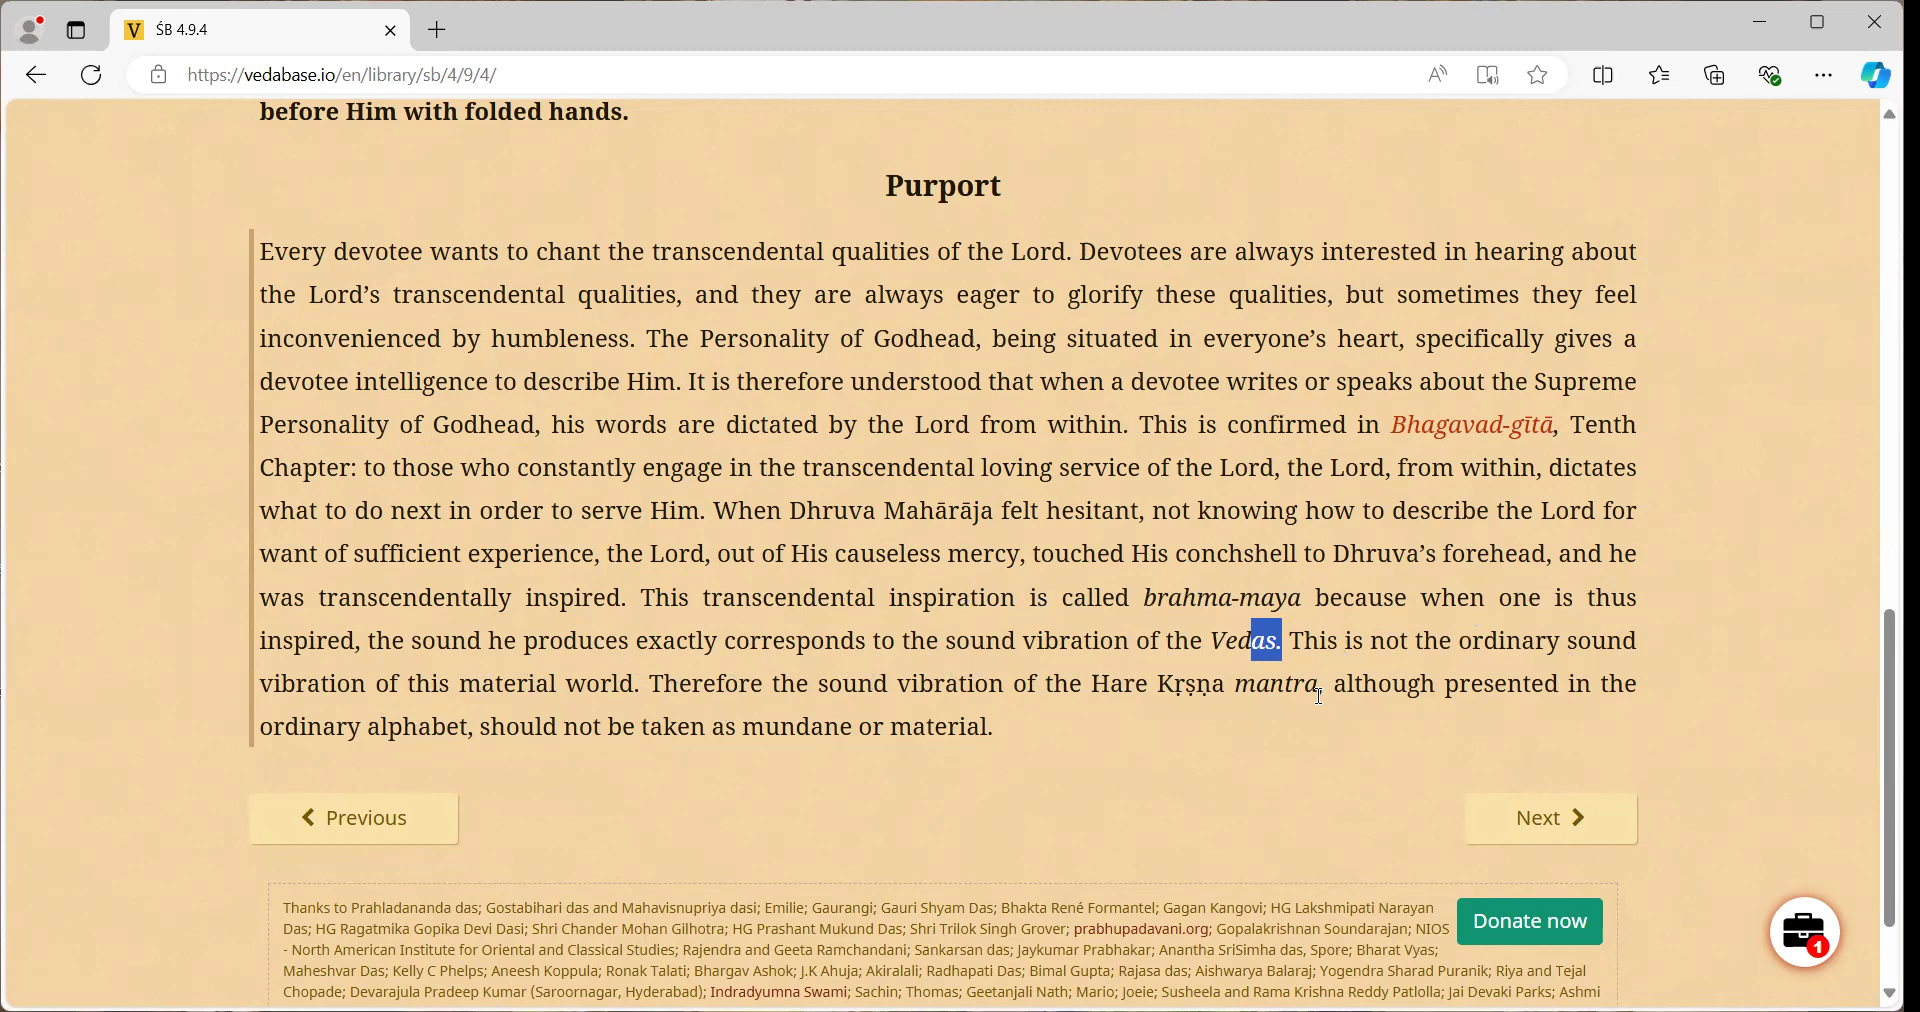 ŚB 4.9.4
https://vedabase.io/en/library/sb/4/9/4/
before Him with folded hands.
Purport
Every devotee wants to chant the transcendental qualities of the Lord. Devotees are always interested in hearing about
the Lord’s transcendental qualities, and they are always eager to glorify these qualities, but sometimes they feel
inconvenienced by humbleness. The Personality of Godhead, being situated in everyone’s heart, specifically gives a
devotee intelligence to describe Him. It is therefore understood that when a devotee writes or speaks about the Supreme
Personality of Godhead, his words are dictated by the Lord from within. This is confirmed in Bhagavad-gītā, Tenth
Chapter: to those who constantly engage in the transcendental loving service of the Lord, the Lord, from within, dictates
what to do next in order to serve Him. When Dhruva Mahārāja felt hesitant, not knowing how to describe the Lord for
want of sufficient experience, the Lord, out of His causeless mercy, touched His conchshell to Dhruva’s forehead, and he
was transcendentally inspired. This transcendental inspiration is called brahma-maya because when one is thus
inspired, the sound he produces exactly corresponds to the sound vibration of the Vedas. This is not the ordinary sound
vibration of this material world. Therefore the sound vibration of the Hare Kṛṣṇa mantra, although presented in the
ordinary alphabet, should not be taken as mundane or material.
Previous
Next
Thanks to Prahladananda das; Gostabihari das and Mahavisnupriya dasi; Emilie; Gaurangi; Gauri Shyam Das; Bhakta René Formantel; Gagan Kangovi; HG Lakshmipati Narayan
Das; HG Ragatmika Gopika Devi Dasi; Shri Chander Mohan Gilhotra; HG Prashant Mukund Das; Shri Trilok Singh Grover; prabhupadavani.org; Gopalakrishnan Soundarajan; NIOS
- North American Institute for Oriental and Classical Studies; Rajendra and Geeta Ramchandani; Sankarsan das; Jaykumar Prabhakar; Anantha SriSimha das, Spore; Bharat Vyas;
Maheshvar Das; Kelly C Phelps; Aneesh Koppula; Ronak Talati; Bhargav Ashok; J.K Ahuja; Akiralali; Radhapati Das; Bimal Gupta; Rajasa das; Aishwarya Balaraj; Yogendra Sharad Puranik; Riya and Tejal
Chopade; Devarajula Pradeep Kumar (Saroornagar, Hyderabad); Indradyumna Swami; Sachin; Thomas; Geetanjali Nath; Mario; Joeie; Susheela and Rama Krishna Reddy Patlolla; Jai Devaki Parks; Ashmi
Donate now
1